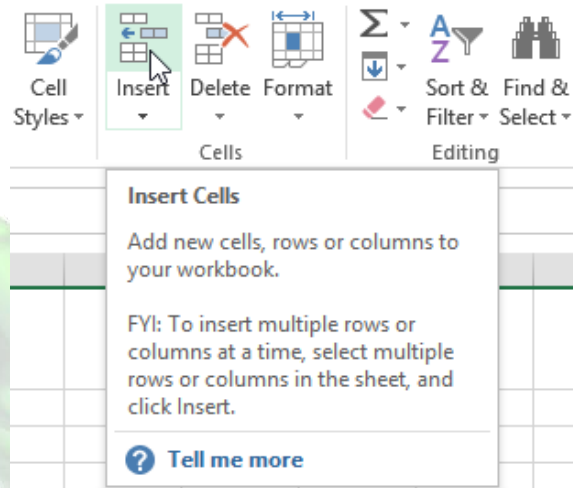 Cell
Styles
Insert
Delete
Format
Sort &
Filter
Find &
Select
Cells
Editing
Insert Cells
Add new cells, rows or columns to
your workbook.
FYI: To insert multiple rows or
columns at a time, select multiple
rows or columns in the sheet, and
click Insert.
Tell me more